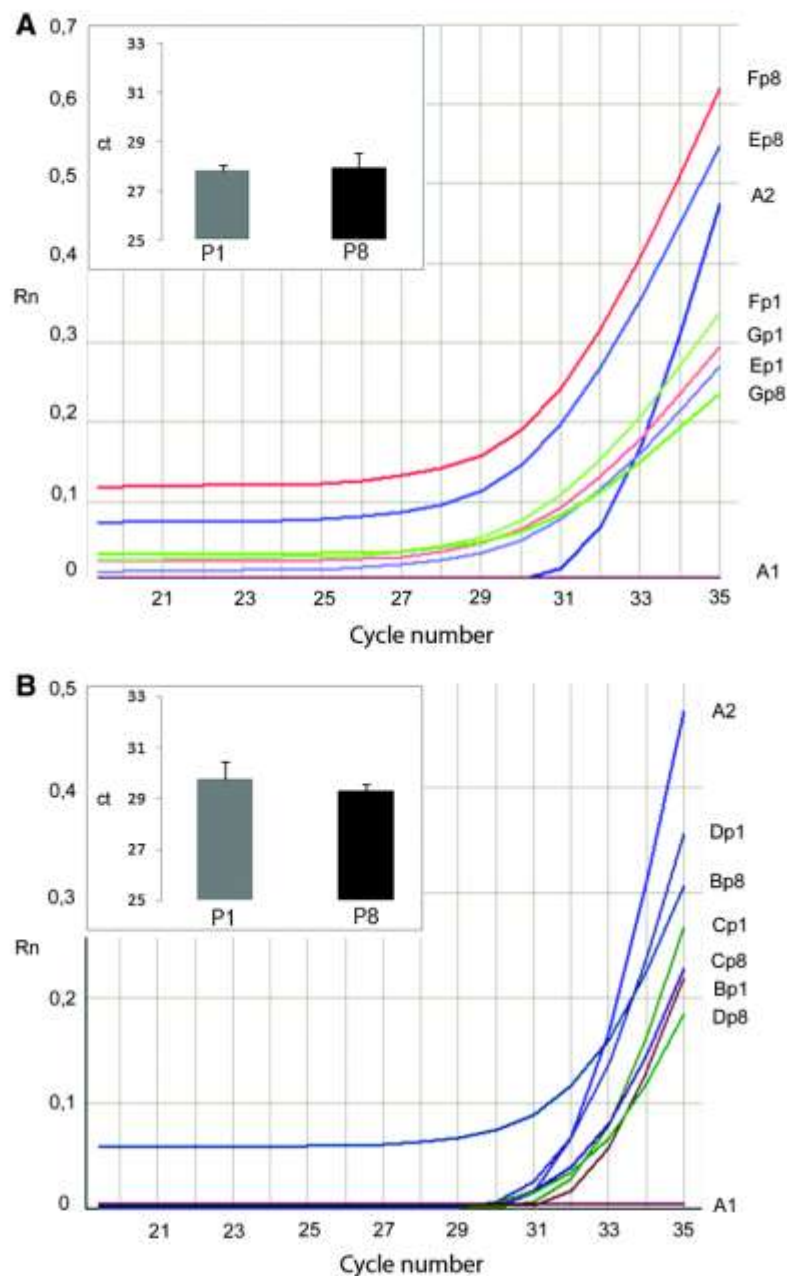 A
0,7
0,6
0,5
0,4
0,3
0,2
0,1
0
Rn
33
31
29
27
25
ct
P1 P8
Fp8
Ep8
A2
Fp1
Gp1
Ep1
Gp8
A1
21 23 25 27 29 31 33 35
Cycle number
B
0,5
0,4
0,3
0,2
0,1
0
Rn
33
31
29
27
25
ct
P1 P8
A2
Dp1
Bp8
Cp1
Cp8
Bp1
Dp8
A1
21 23 25 27 29 31 33 35
Cycle number